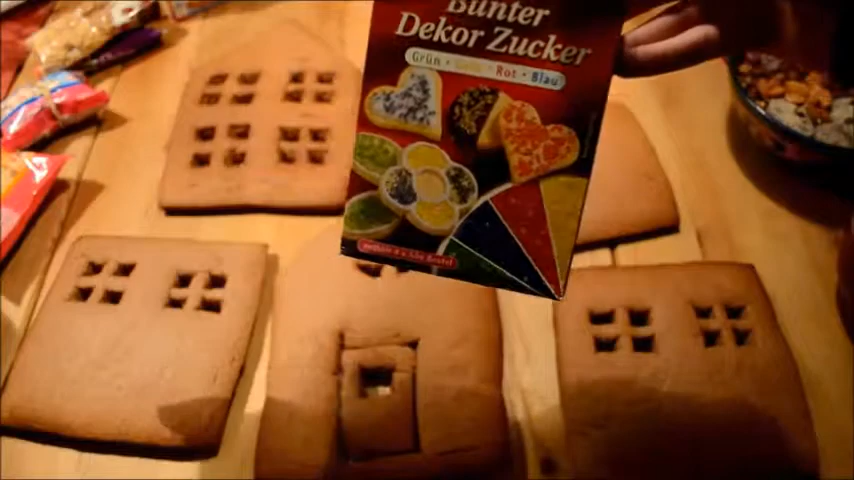 Bunter
Dekor Zucker
Grün · Gelb · Rot · Blau